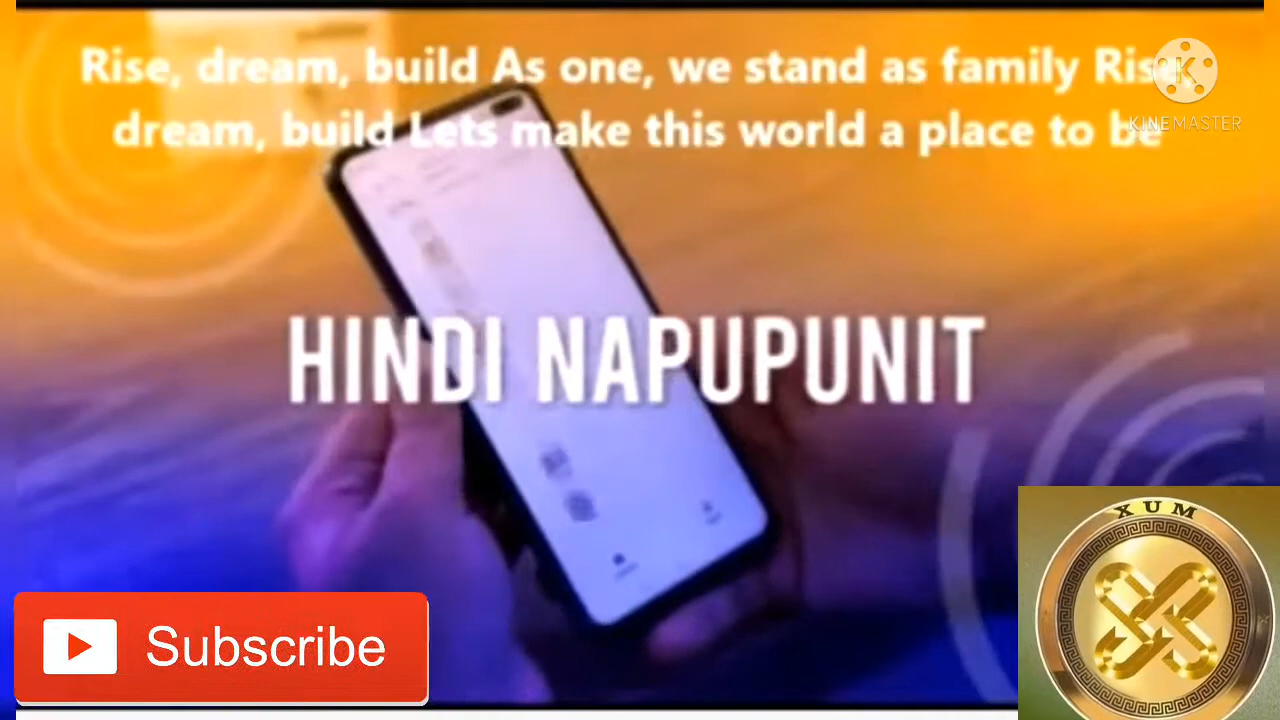 Rise, dream, build As one, we stand as family Rise,
dream, build Lets make this world a place to be
KINEMASTER
HINDI NAPUPUNIT
Subscribe
XUM